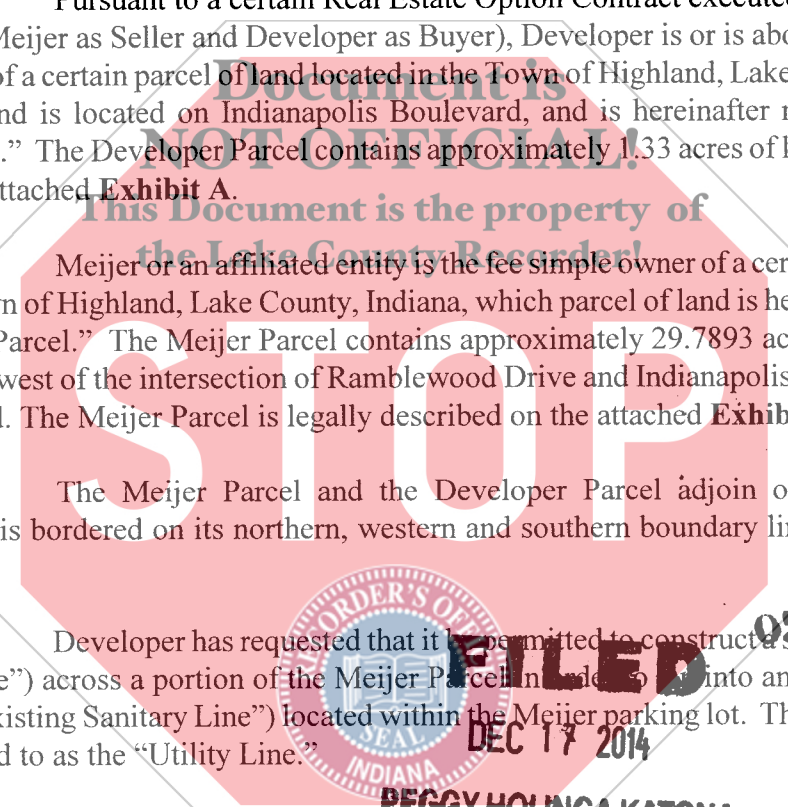 Pursuant to a certain Real Estate Option Contract executed
Meijer as Seller and Developer as Buyer), Developer is or is abo
of a certain parcel of land located in the Town of Highland, Lake
Document is
nd is located on Indianapolis Boulevard, and is hereinafter r
NOT OFFICIAL!
.” The Developer Parcel contains approximately 1.33 acres of l
ttached Exhibit A.
This Document is the property of
the Lake County Recorder!
Meijer or an affiliated entity is the fee simple owner of a cer
n of Highland, Lake County, Indiana, which parcel of land is he
Parcel.” The Meijer Parcel contains approximately 29.7893 ac
west of the intersection of Ramblewood Drive and Indianapolis
l. The Meijer Parcel is legally described on the attached Exhib
STOP
The Meijer Parcel and the Developer Parcel adjoin o
is bordered on its northern, western and southern boundary lin
Developer has requested that it be permitted to construct a s
FILED
e”) across a portion of the Meijer Parcel in order to into an
xisting Sanitary Line”) located within the Meijer parking lot. Th
DEC 17 2014
d to as the “Utility Line.”
RECORDER'S OFFICE
SEAL
INDIANA
PEGGY HOLINGA KATONA